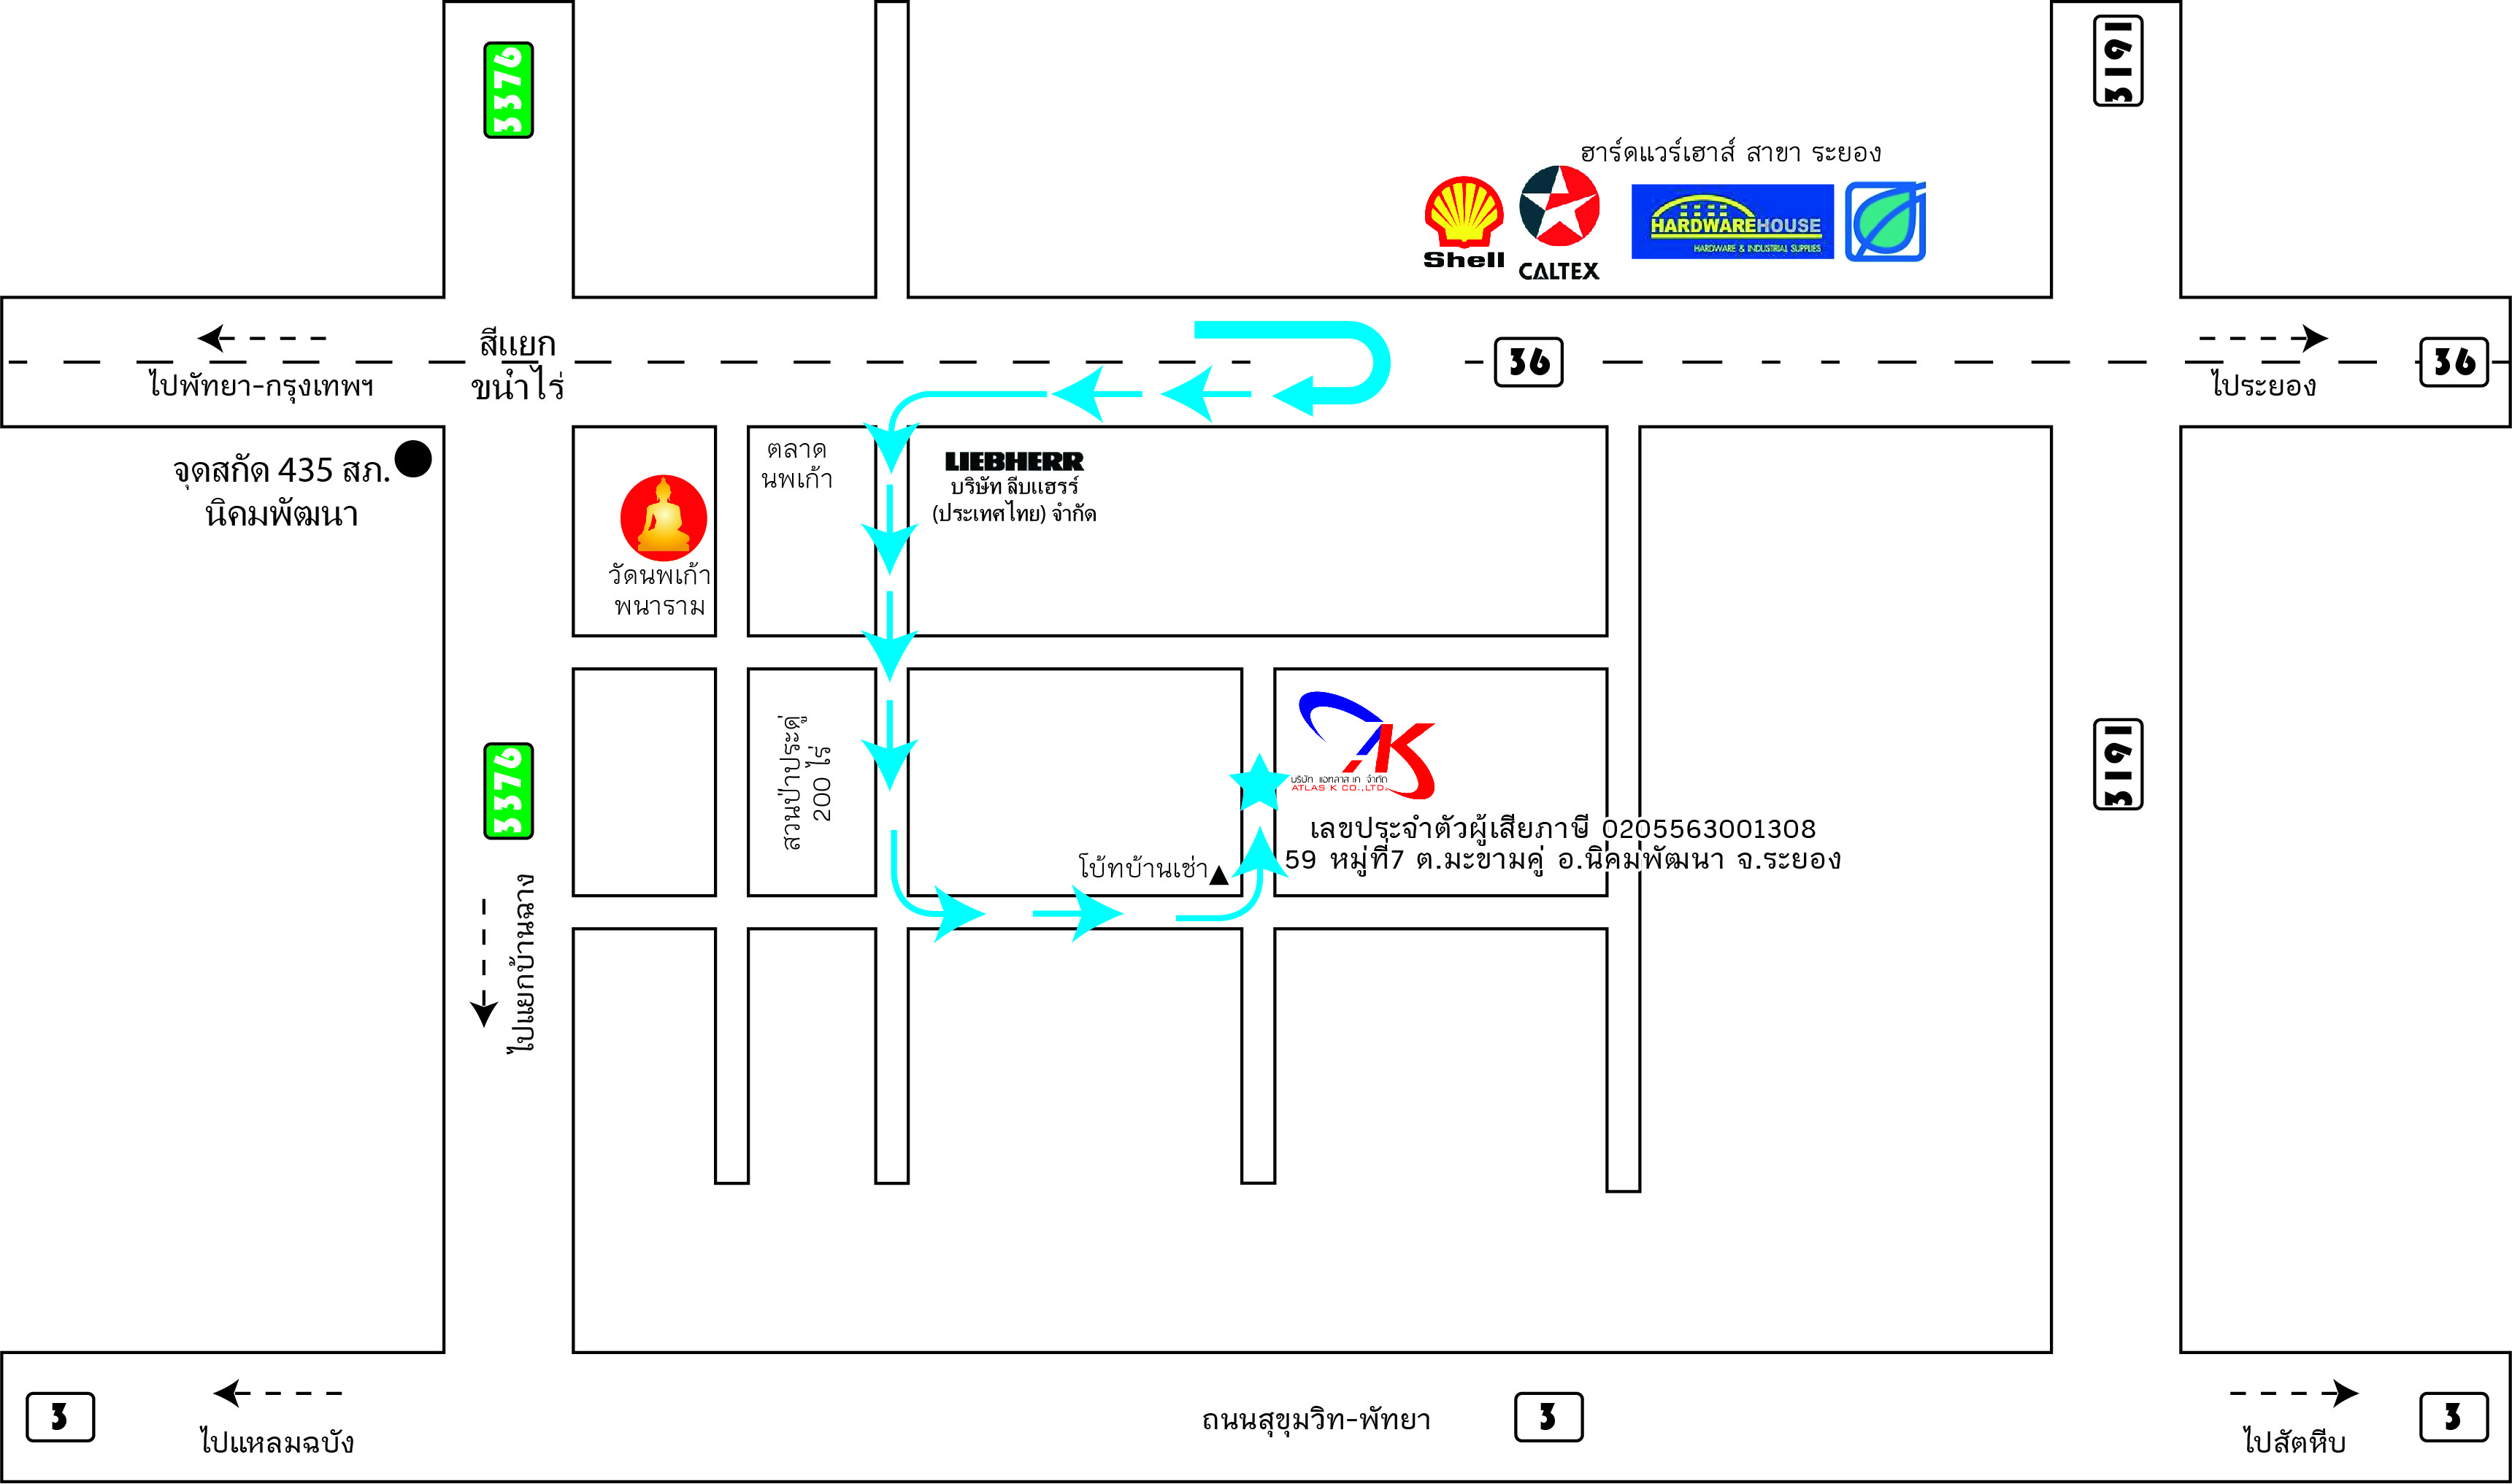 3376
3191
ฮาร์ดแวร์เฮาส์ สาขา ระยอง
Shell
CALTEX
HARDWAREHOUSE
HARDWARE & INDUSTRIAL SUPPLIES
สี่แยก
ขนำไร่
ไปพัทยา-กรุงเทพฯ
36
ไประยอง
36
จุดสกัด 435 สภ.
นิคมพัฒนา
ตลาด
นพเก้า
LIEBHERR
บริษัท ลีบแฮรร์
(ประเทศไทย) จำกัด
วัดนพเก้า
พนาราม
3376
สวนป่าประดู่
200 ไร่
AK
บริษัท แอทลาส เค จำกัด
ATLAS K CO.,LTD.
3191
เลขประจำตัวผู้เสียภาษี 0205563001308
59 หมู่ที่7 ต.มะขามคู่ อ.นิคมพัฒนา จ.ระยอง
โบ้ทบ้านเช่า
ไปแยกบ้านฉาง
3
ไปแหลมฉบัง
ถนนสุขุมวิท-พัทยา
3
ไปสัตหีบ
3